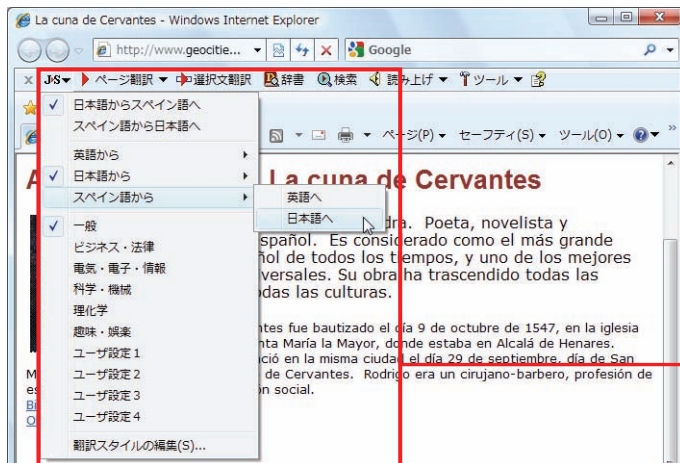 La cuna de Cervantes - Windows Internet Explorer
http://www.geocitie...
Google
J▸S▼ ページ翻訳 ▼ 選択文翻訳 辞書 検索 読み上げ ▼ ツール ▼
ページ(P) セーフティ(S) ツール(O)
日本語からスペイン語へ
スペイン語から日本語へ
英語から
日本語から
スペイン語から
英語へ
日本語へ
一般
ビジネス・法律
電気・電子・情報
科学・機械
理化学
趣味・娯楽
ユーザ設定1
ユーザ設定2
ユーザ設定3
ユーザ設定4
翻訳スタイルの編集(S)...
A La cuna de Cervantes
dra. Poeta, novelista y
spañol. Es considerado como el más grande
ñol de todos los tiempos, y uno de los mejores
versales. Su obra ha trascendido todas las
odas las culturas.
ntes fue bautizado el día 9 de octubre de 1547, en la iglesia
nta María la Mayor, donde estaba en Alcalá de Henares.
ció en la misma ciudad el día 29 de septiembre, día de San
M de Cervantes. Rodrigo era un cirujano-barbero, profesión de
es ón social.
Bi
O